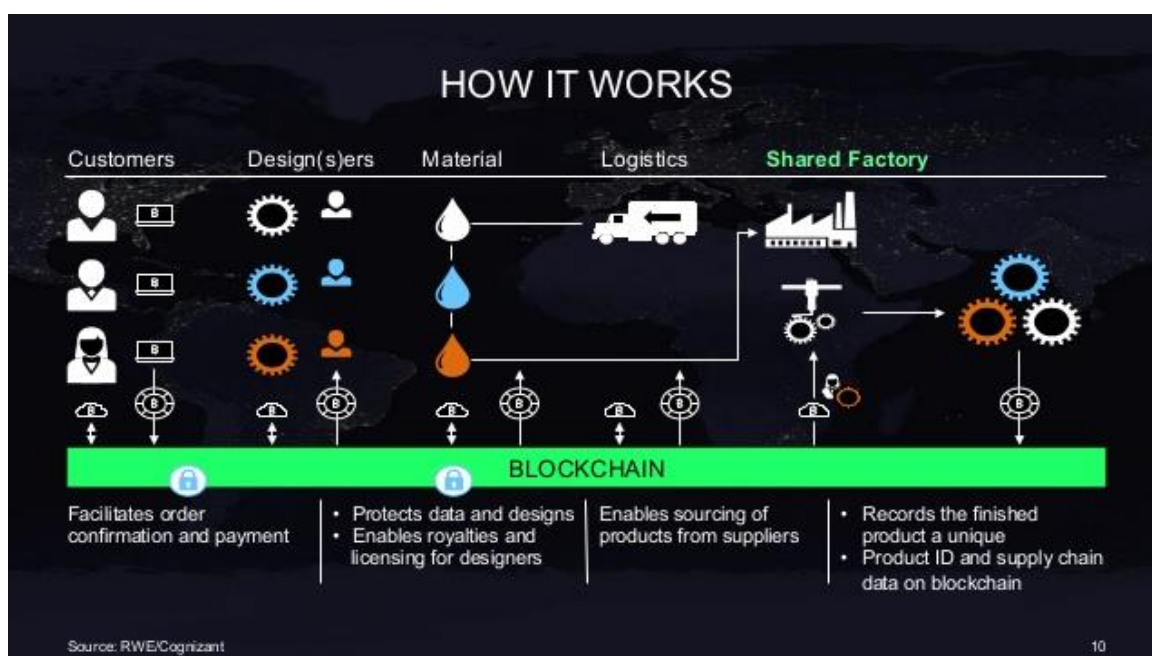 HOW IT WORKS
Customers Design(s)ers Material Logistics Shared Factory
B
B
B
B B B B B B B B B B
BLOCKCHAIN
Facilitates order
confirmation and payment
• Protects data and designs
• Enables royalties and
licensing for designers
Enables sourcing of
products from suppliers
• Records the finished
product a unique
• Product ID and supply chain
data on blockchain
Source: RWE/Cognizant 10